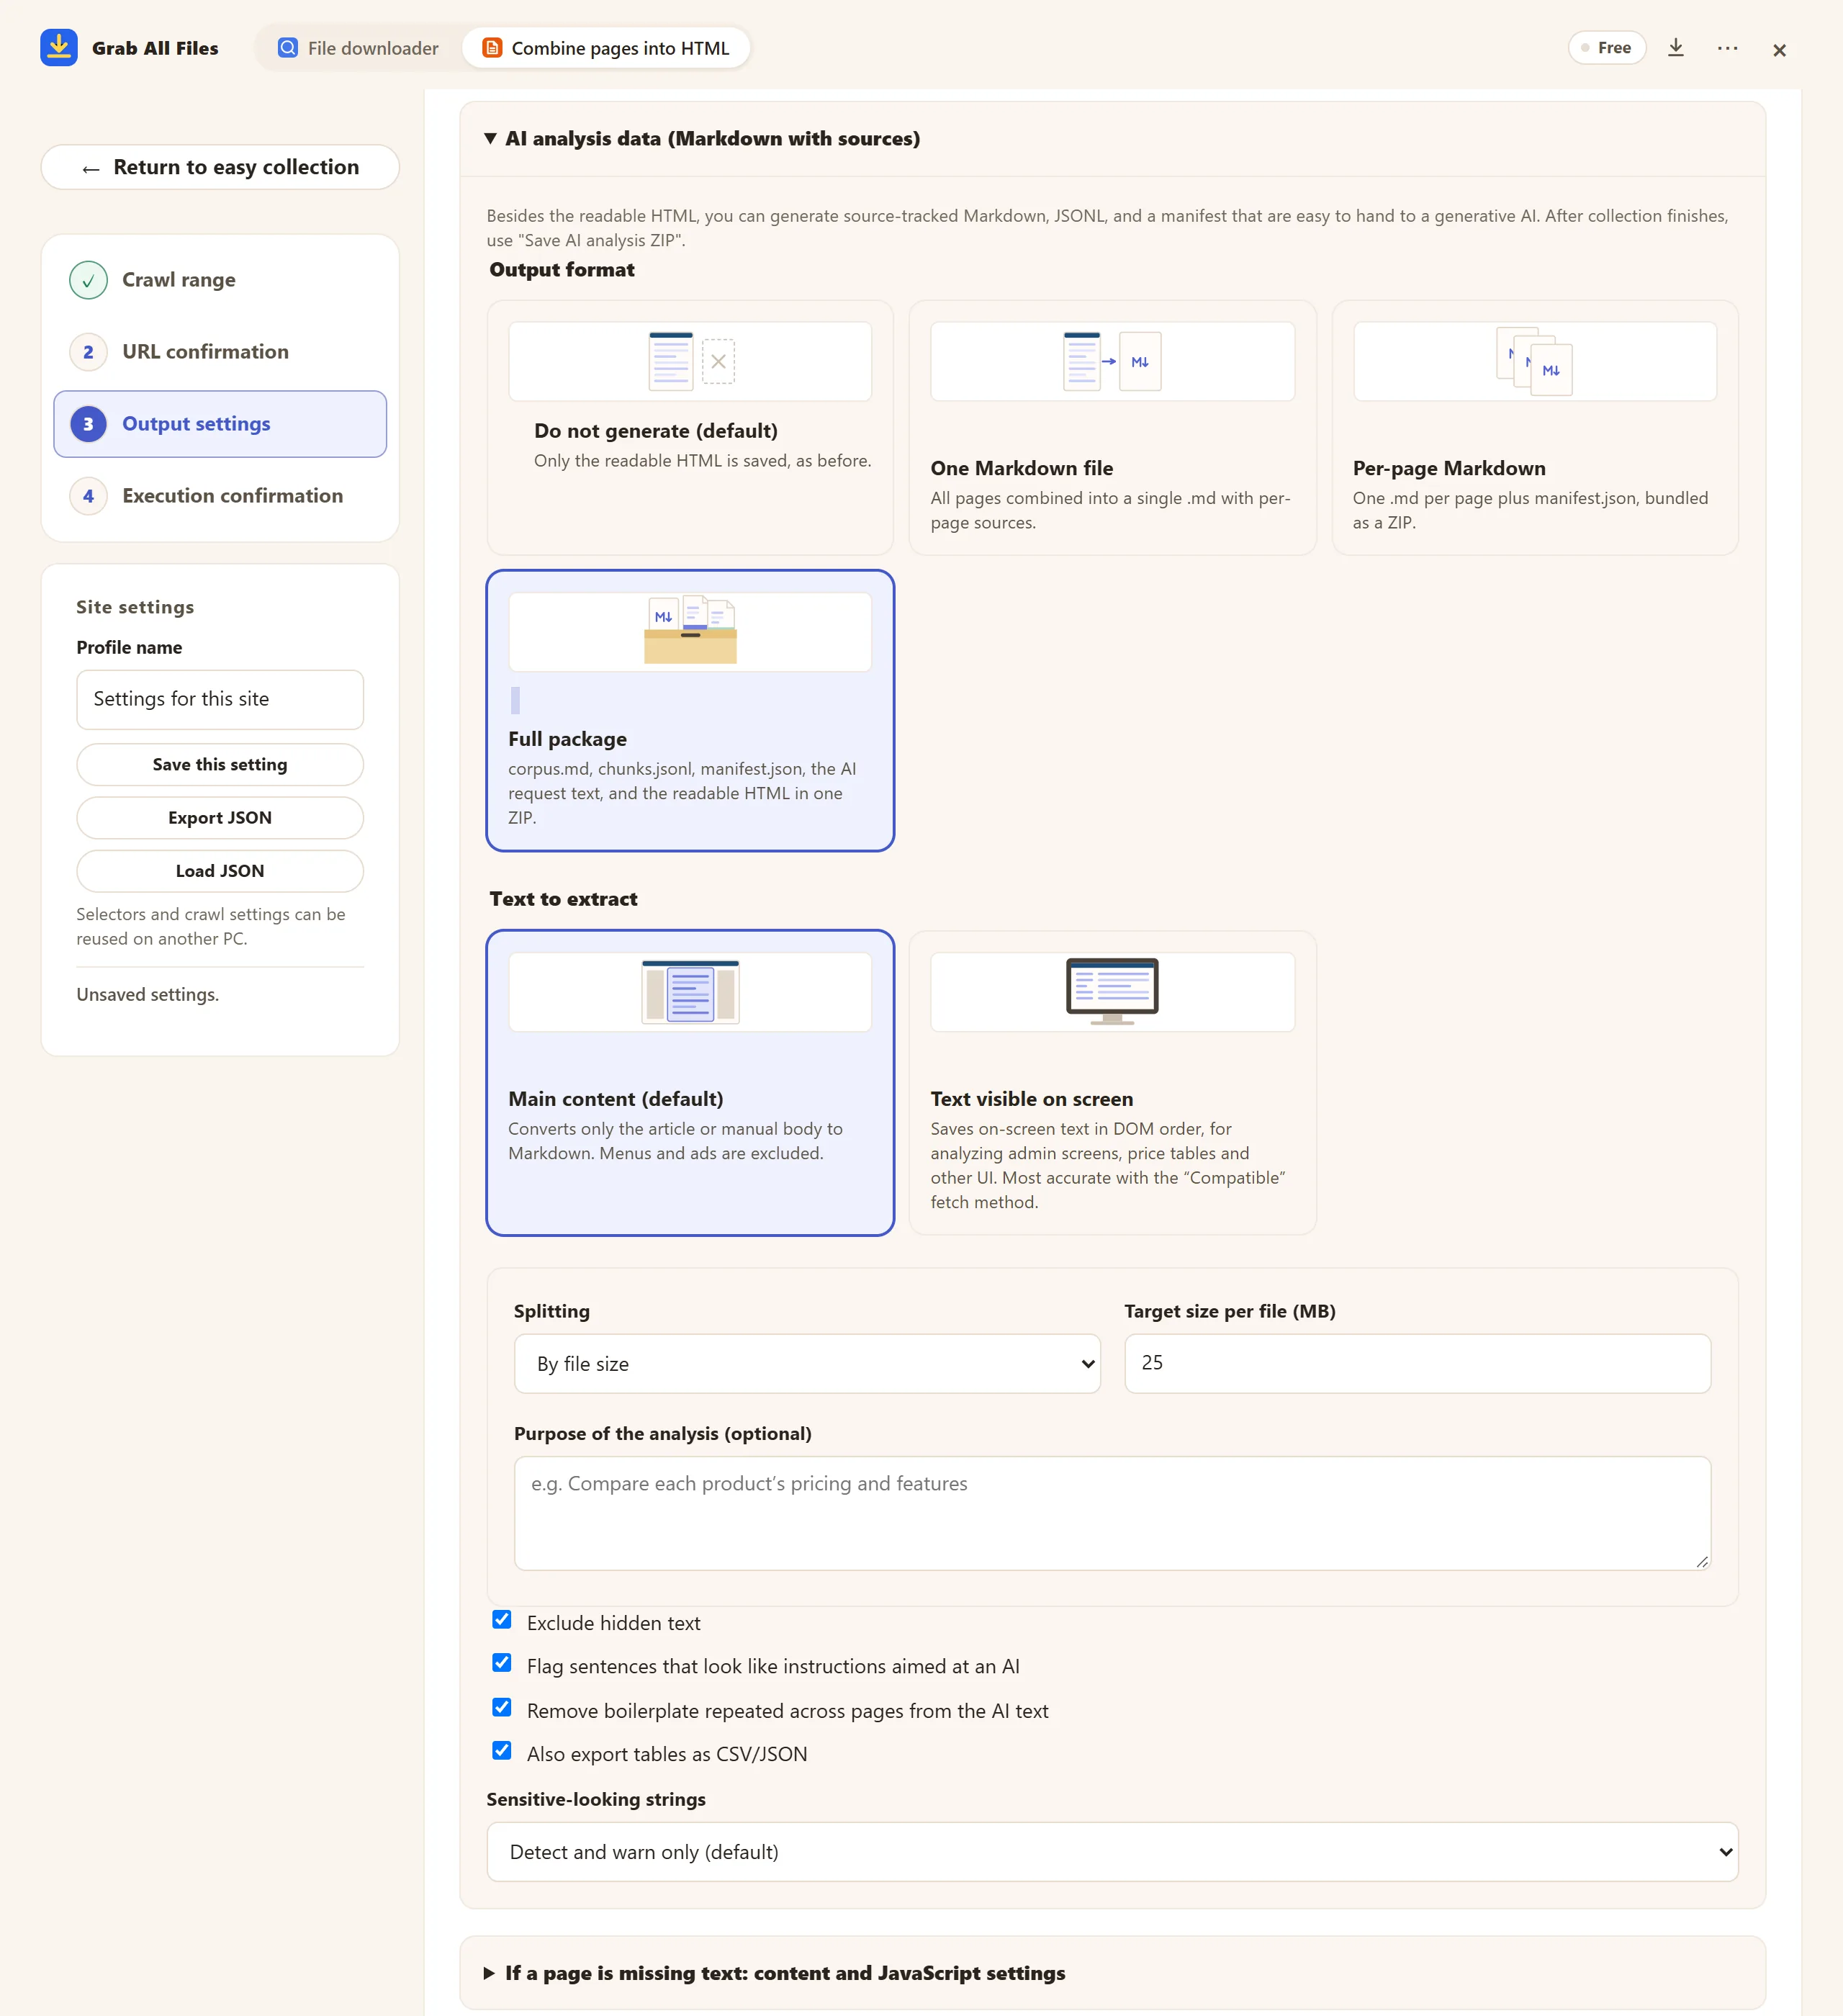 Grab All Files
File downloader
Combine pages into HTML
Free
← Return to easy collection
✓ Crawl range
2 URL confirmation
3 Output settings
4 Execution confirmation
Site settings
Profile name
Settings for this site
Save this setting
Export JSON
Load JSON
Selectors and crawl settings can be
reused on another PC.
Unsaved settings.
▼ AI analysis data (Markdown with sources)
Besides the readable HTML, you can generate source-tracked Markdown, JSONL, and a manifest that are easy to hand to a generative AI. After collection finishes,
use "Save AI analysis ZIP".
Output format
Do not generate (default)
Only the readable HTML is saved, as before.
M↓
One Markdown file
All pages combined into a single .md with per-
page sources.
M↓
Per-page Markdown
One .md per page plus manifest.json, bundled
as a ZIP.
M↓
Full package
corpus.md, chunks.jsonl, manifest.json, the AI
request text, and the readable HTML in one
ZIP.
Text to extract
Main content (default)
Converts only the article or manual body to
Markdown. Menus and ads are excluded.
Text visible on screen
Saves on-screen text in DOM order, for
analyzing admin screens, price tables and
other UI. Most accurate with the “Compatible”
fetch method.
Splitting
By file size
Target size per file (MB)
25
Purpose of the analysis (optional)
e.g. Compare each product’s pricing and features
Exclude hidden text
Flag sentences that look like instructions aimed at an AI
Remove boilerplate repeated across pages from the AI text
Also export tables as CSV/JSON
Sensitive-looking strings
Detect and warn only (default)
▶ If a page is missing text: content and JavaScript settings